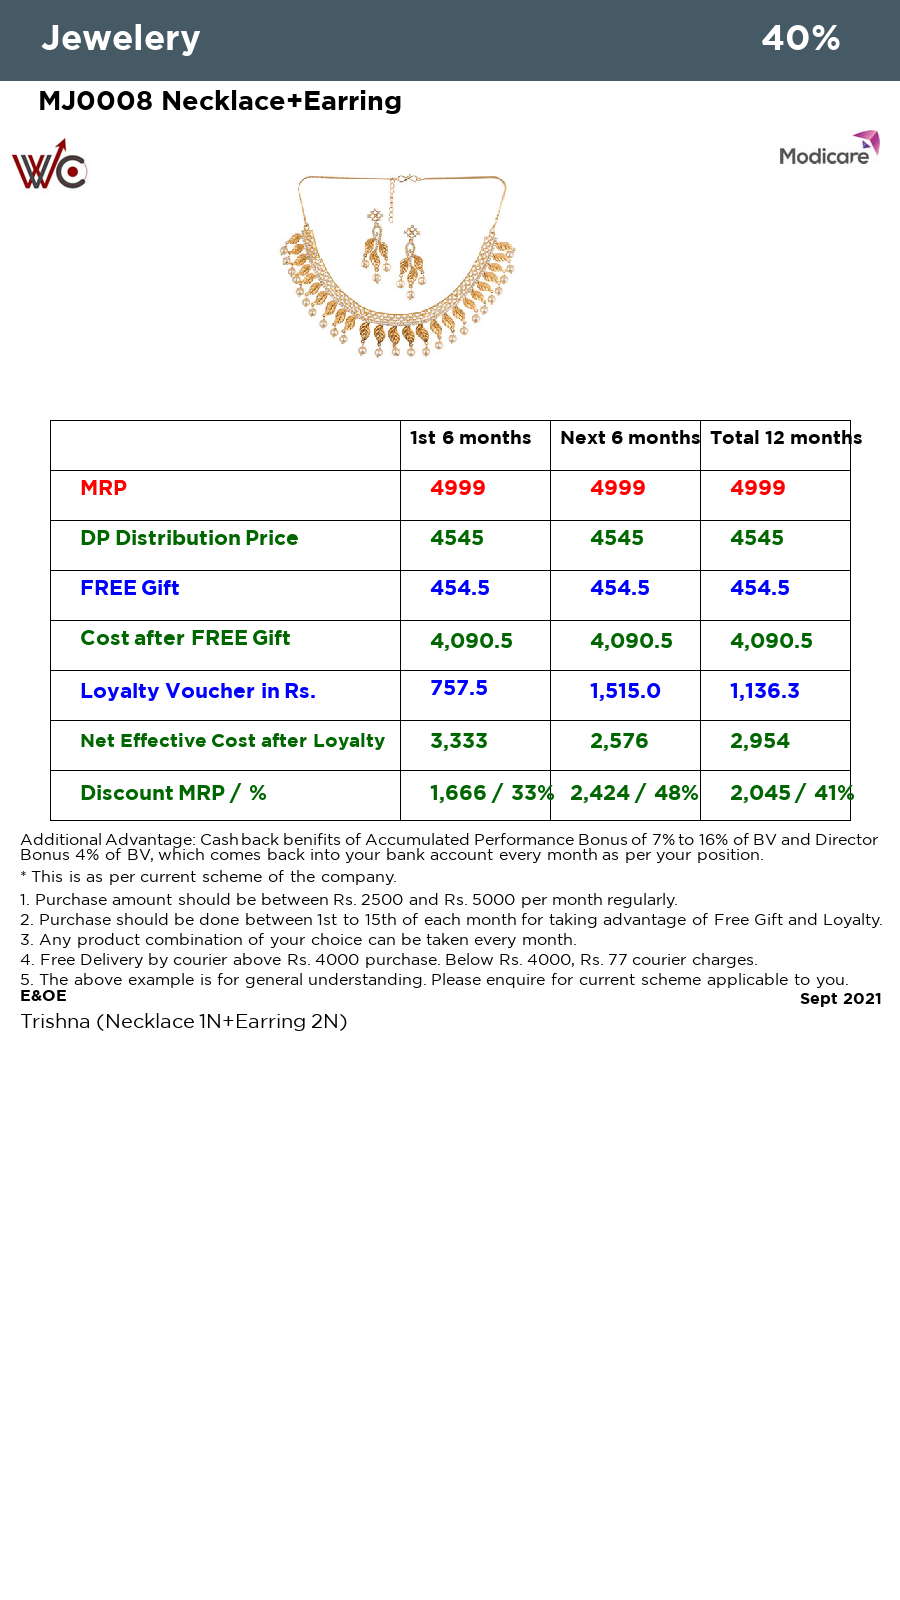 Jewelery 40%
MJ0008 Necklace+Earring
WC
Modicare
1st 6 months Next 6 months Total 12 months
MRP 4999 4999 4999
DP Distribution Price 4545 4545 4545
FREE Gift 454.5 454.5 454.5
Cost after FREE Gift 4,090.5 4,090.5 4,090.5
Loyalty Voucher in Rs. 757.5 1,515.0 1,136.3
Net Effective Cost after Loyalty 3,333 2,576 2,954
Discount MRP / % 1,666 / 33% 2,424 / 48% 2,045 / 41%
Additional Advantage: Cashback benifits of Accumulated Performance Bonus of 7% to 16% of BV and Director
Bonus 4% of BV, which comes back into your bank account every month as per your position.
* This is as per current scheme of the company.
1. Purchase amount should be between Rs. 2500 and Rs. 5000 per month regularly.
2. Purchase should be done between 1st to 15th of each month for taking advantage of Free Gift and Loyalty.
3. Any product combination of your choice can be taken every month.
4. Free Delivery by courier above Rs. 4000 purchase. Below Rs. 4000, Rs. 77 courier charges.
5. The above example is for general understanding. Please enquire for current scheme applicable to you.
E&OE
Sept 2021
Trishna (Necklace 1N+Earring 2N)